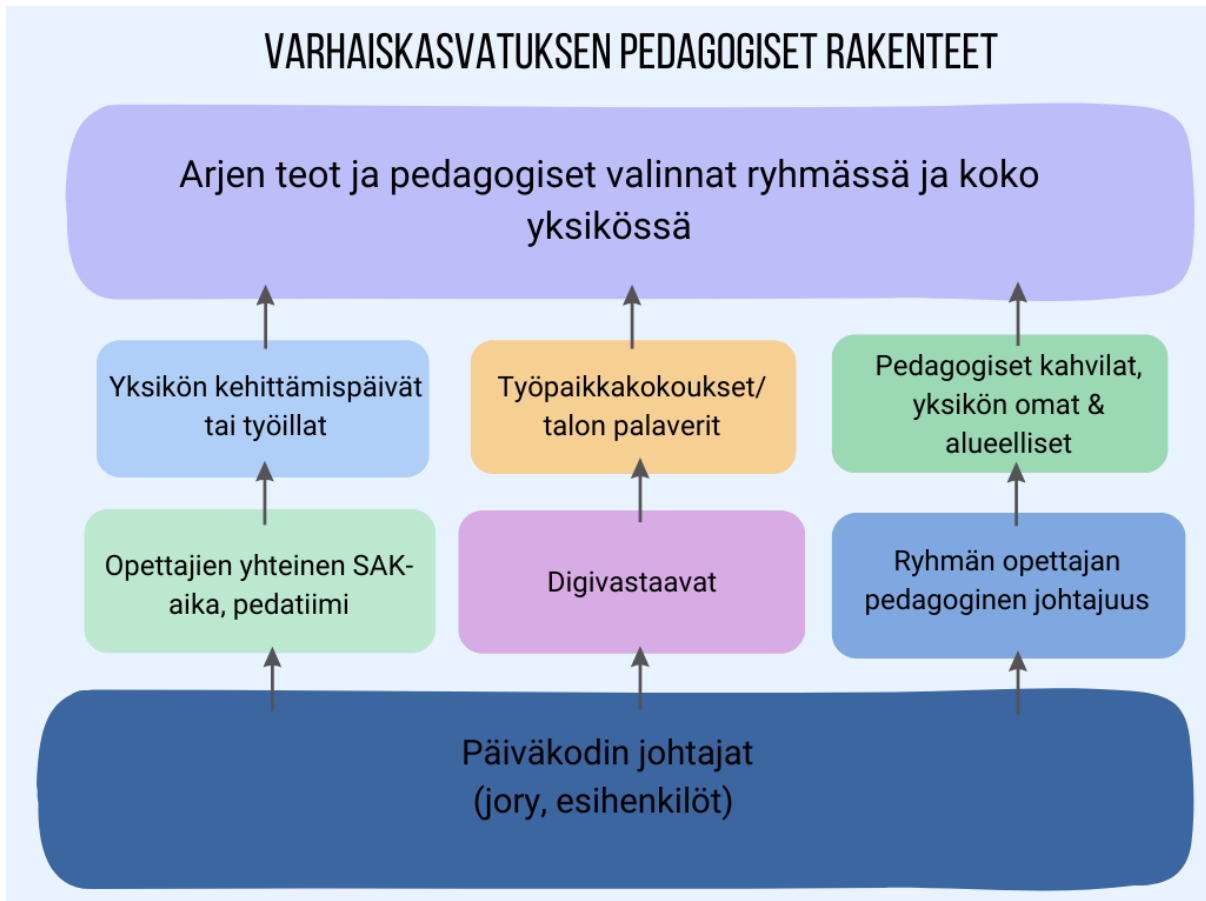 VARHAISKASVATUKSEN PEDAGOGISET RAKENTEET
Arjen teot ja pedagogiset valinnat ryhmässä ja koko
yksikössä
Yksikön kehittämispäivät
tai työillat
Työpaikkakokoukset/
talon palaverit
Pedagogiset kahvilat,
yksikön omat &
alueelliset
Opettajien yhteinen SAK-
aika, pedatiimi
Digivastaavat
Ryhmän opettajan
pedagoginen johtajuus
Päiväkodin johtajat
(jory, esihenkilöt)